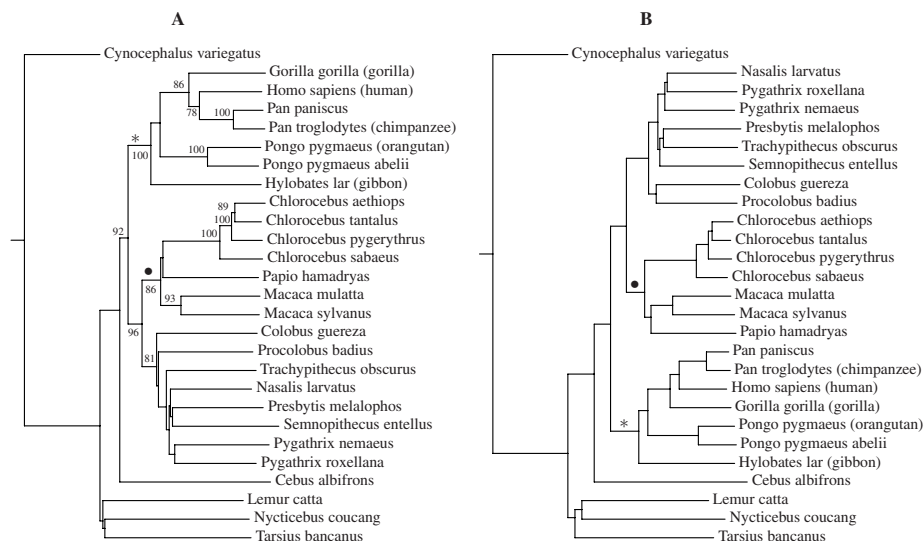 A
Cynocephalus variegatus
Gorilla gorilla (gorilla)
86
Homo sapiens (human)
78
100
Pan paniscus
Pan troglodytes (chimpanzee)
*
100
100
Pongo pygmaeus (orangutan)
Pongo pygmaeus abelii
Hylobates lar (gibbon)
89
Chlorocebus aethiops
100
Chlorocebus tantalus
100
Chlorocebus pygerythrus
Chlorocebus sabaeus
92
●
86
Papio hamadryas
93
Macaca mulatta
Macaca sylvanus
96
Colobus guereza
81
Procolobus badius
Trachypithecus obscurus
Nasalis larvatus
Presbytis melalophos
Semnopithecus entellus
Pygathrix nemaeus
Pygathrix roxellana
Cebus albifrons
Lemur catta
Nycticebus coucang
Tarsius bancanus
B
Cynocephalus variegatus
Nasalis larvatus
Pygathrix roxellana
Pygathrix nemaeus
Presbytis melalophos
Trachypithecus obscurus
Semnopithecus entellus
Colobus guereza
Procolobus badius
Chlorocebus aethiops
Chlorocebus tantalus
Chlorocebus pygerythrus
Chlorocebus sabaeus
●
Macaca mulatta
Macaca sylvanus
Papio hamadryas
Pan paniscus
Pan troglodytes (chimpanzee)
Homo sapiens (human)
Gorilla gorilla (gorilla)
*
Pongo pygmaeus (orangutan)
Pongo pygmaeus abelii
Hylobates lar (gibbon)
Cebus albifrons
Lemur catta
Nycticebus coucang
Tarsius bancanus